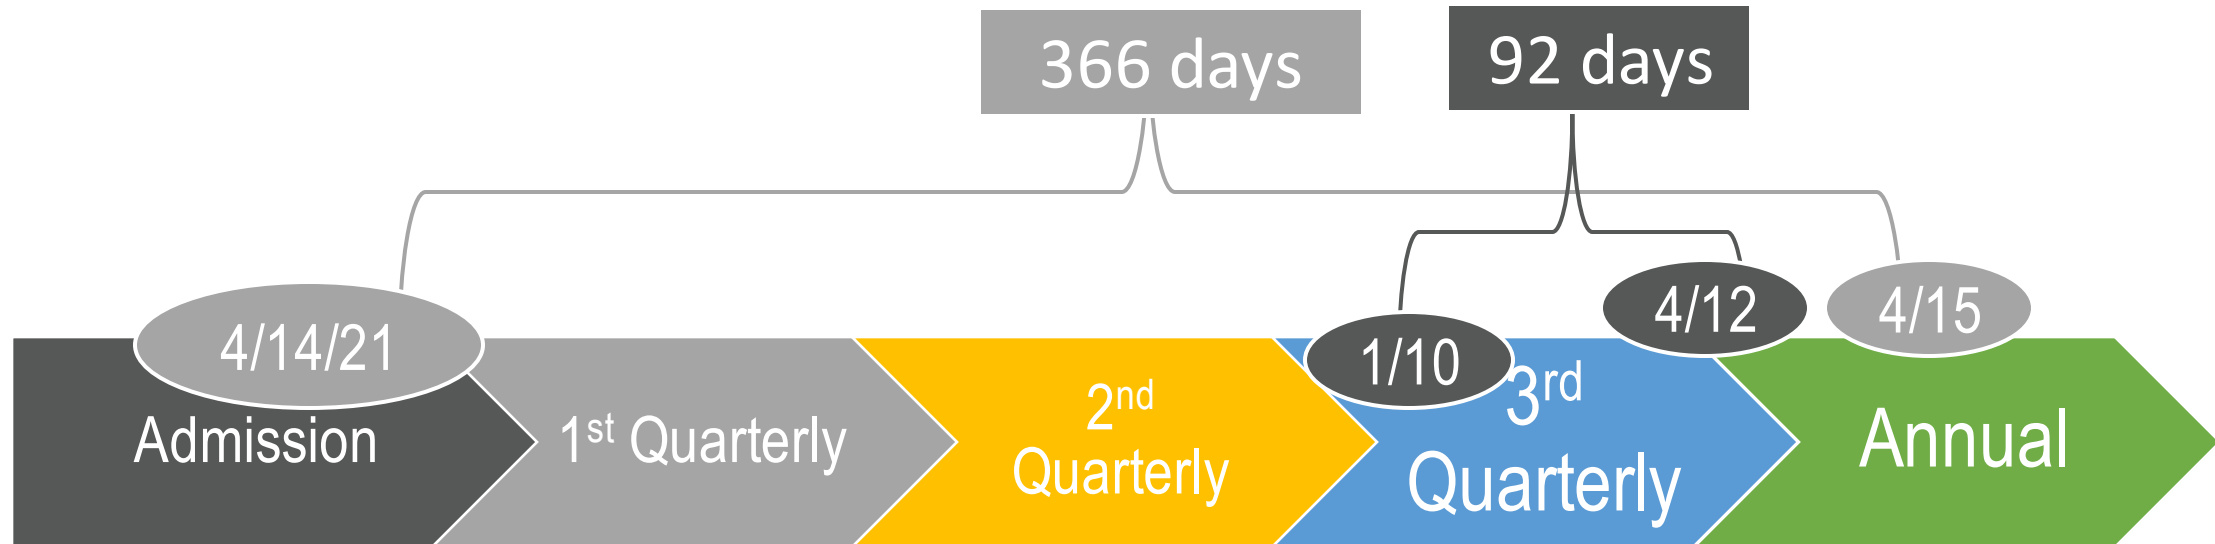 366 days
92 days
4/14/21
1/10
4/12
4/15
Admission
1st Quarterly
2nd
Quarterly
3rd
Quarterly
Annual